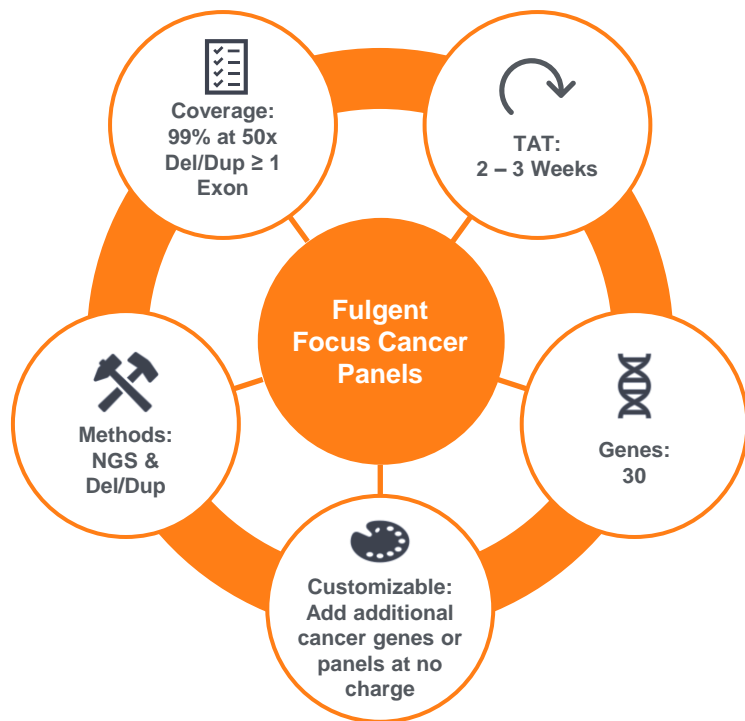 Coverage:
99% at 50x
Del/Dup ≥ 1
Exon
TAT:
2 – 3 Weeks
Fulgent
Focus Cancer
Panels
Methods:
NGS &
Del/Dup
Genes:
30
Customizable:
Add additional
cancer genes or
panels at no
charge